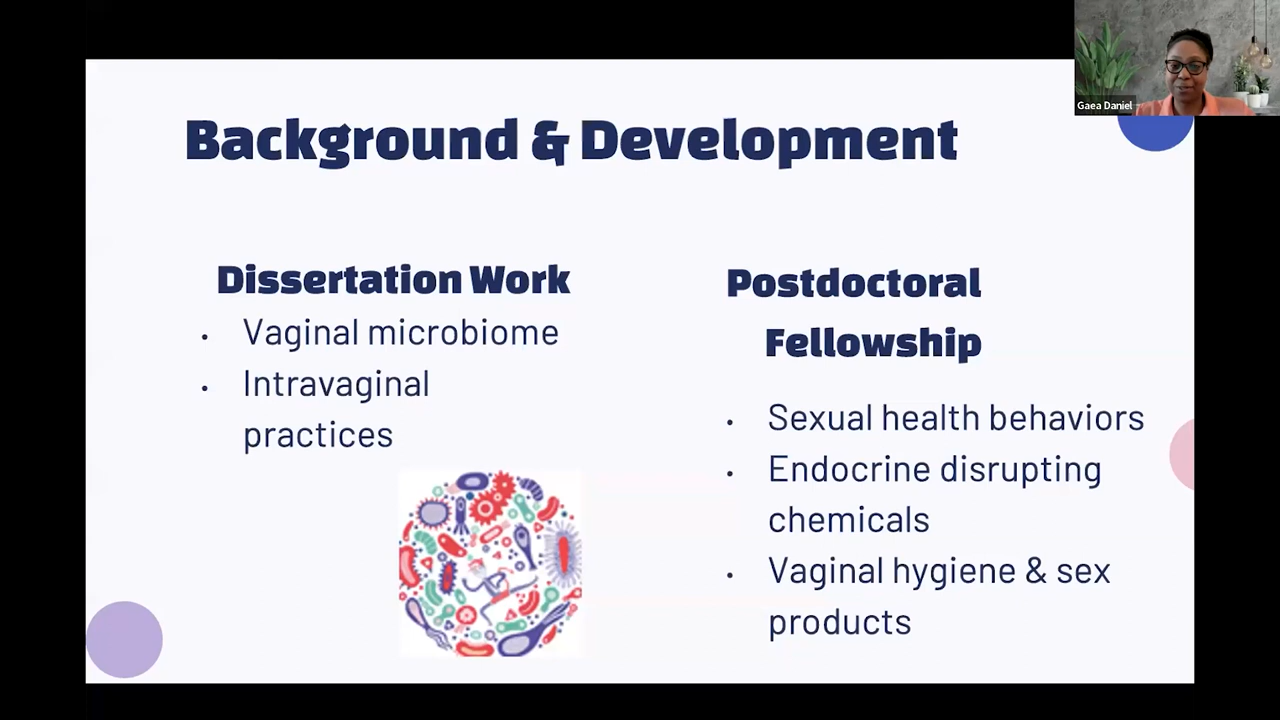 Gaea Daniel
Background & Development
Dissertation Work
• Vaginal microbiome
• Intravaginal
practices
Postdoctoral
Fellowship
• Sexual health behaviors
• Endocrine disrupting
chemicals
• Vaginal hygiene & sex
products